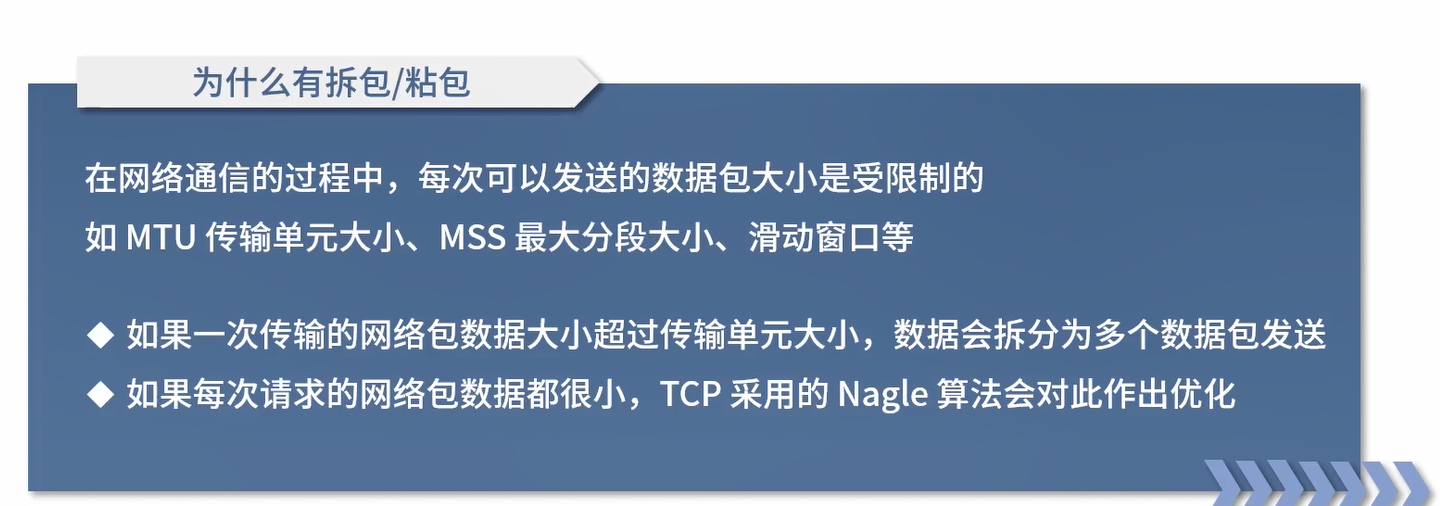 为什么有拆包/粘包
在网络通信的过程中，每次可以发送的数据包大小是受限制的
如 MTU 传输单元大小、MSS 最大分段大小、滑动窗口等
◆ 如果一次传输的网络包数据大小超过传输单元大小，数据会拆分为多个数据包发送
◆ 如果每次请求的网络包数据都很小，TCP 采用的 Nagle 算法会对此作出优化